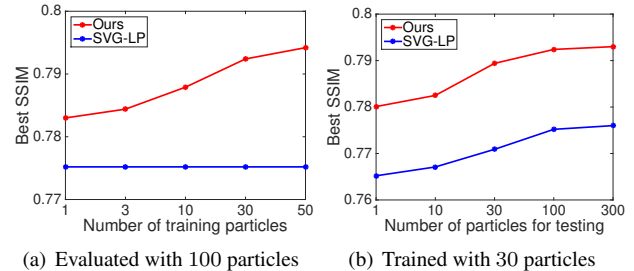 0.8
0.79
0.78
0.77
Best SSIM
Ours
SVG-LP
1 3 10 30 50
Number of training particles
(a) Evaluated with 100 particles
0.8
0.79
0.78
0.77
0.76
Best SSIM
Ours
SVG-LP
1 10 30 100 300
Number of particles for testing
(b) Trained with 30 particles